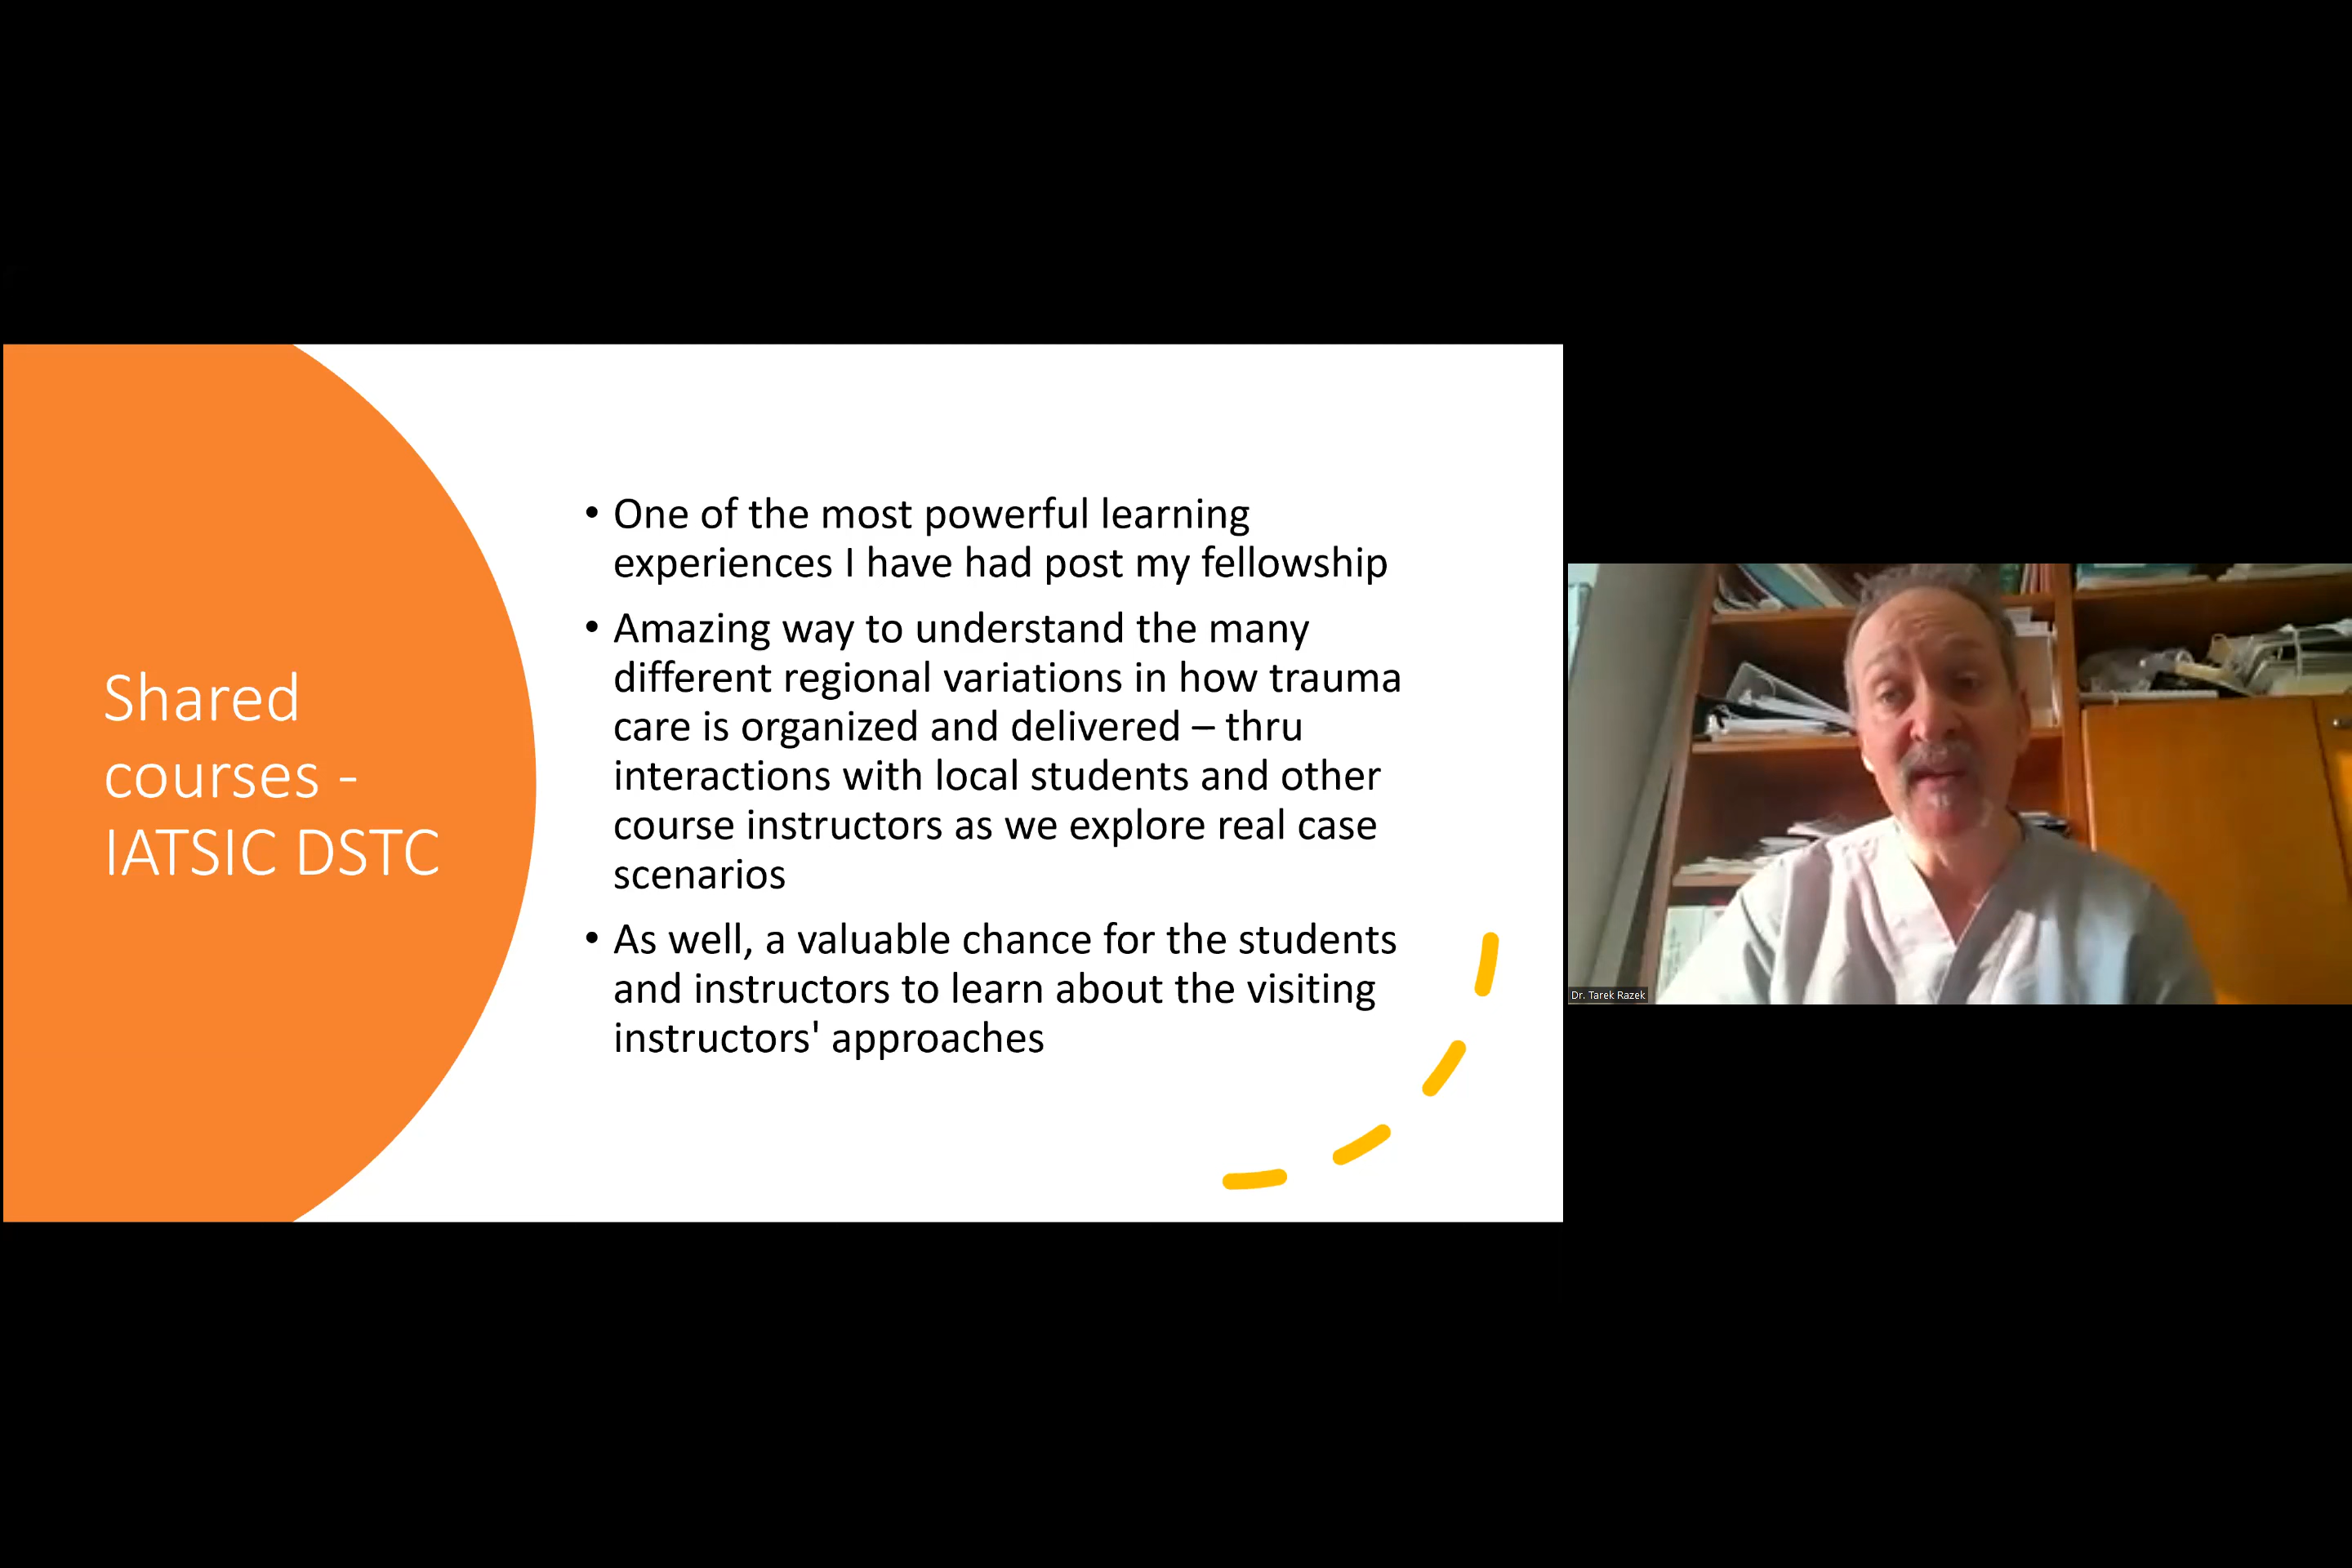 Shared
courses -
IATSIC DSTC
• One of the most powerful learning
experiences I have had post my fellowship
• Amazing way to understand the many
different regional variations in how trauma
care is organized and delivered – thru
interactions with local students and other
course instructors as we explore real case
scenarios
• As well, a valuable chance for the students
and instructors to learn about the visiting
instructors' approaches
Dr. Tarek Razek